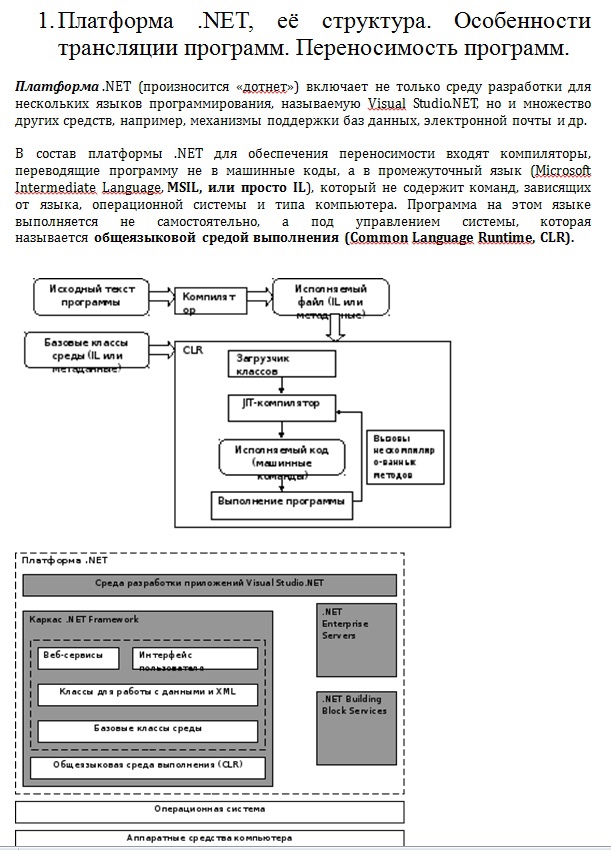 1. Платформа .NET, её структура. Особенности
трансляции программ. Переносимость программ.
Платформа .NET (произносится «дотнет») включает не только среду разработки для
нескольких языков программирования, называемую Visual Studio.NET, но и множество
других средств, например, механизмы поддержки баз данных, электронной почты и др.
В состав платформы .NET для обеспечения переносимости входят компиляторы,
переводящие программу не в машинные коды, а в промежуточный язык (Microsoft
Intermediate Language, MSIL, или просто IL), который не содержит команд, зависящих
от языка, операционной системы и типа компьютера. Программа на этом языке
выполняется не самостоятельно, а под управлением системы, которая
называется общеязыковой средой выполнения (Common Language Runtime, CLR).
Исходный текст
программы
Компилят
ор
Исполняемый
файл (IL или
метаданные)
Базовые классы
среды (IL или
метаданные)
CLR
Загрузчик
классов
JIT-компилятор
Исполняемый код
(машинные
команды)
Выполнение программы
Вызовы
нескомпилир
о-ванных
методов
Платформа .NET
Среда разработки приложений Visual Studio.NET
Каркас .NET Framework
Веб-сервисы
Интерфейс
пользователя
Классы для работы с данными и XML
Базовые классы среды
Общеязыковая среда выполнения (CLR)
.NET
Enterprise
Servers
.NET Building
Block Services
Операционная система
Аппаратные средства компьютера